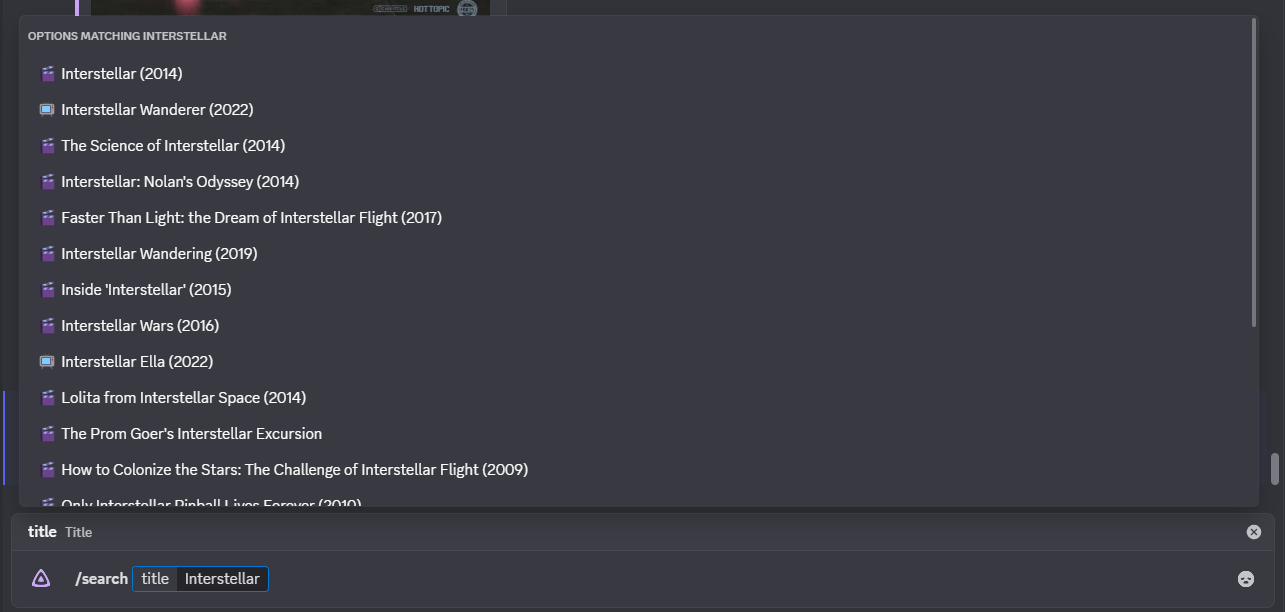 HOT TOPIC
OPTIONS MATCHING INTERSTELLAR
Interstellar (2014)
Interstellar Wanderer (2022)
The Science of Interstellar (2014)
Interstellar: Nolan's Odyssey (2014)
Faster Than Light: the Dream of Interstellar Flight (2017)
Interstellar Wandering (2019)
Inside 'Interstellar' (2015)
Interstellar Wars (2016)
Interstellar Ella (2022)
Lolita from Interstellar Space (2014)
The Prom Goer's Interstellar Excursion
How to Colonize the Stars: The Challenge of Interstellar Flight (2009)
Only Interstellar Pinball Lives Forever (2010)
title Title
/search title Interstellar